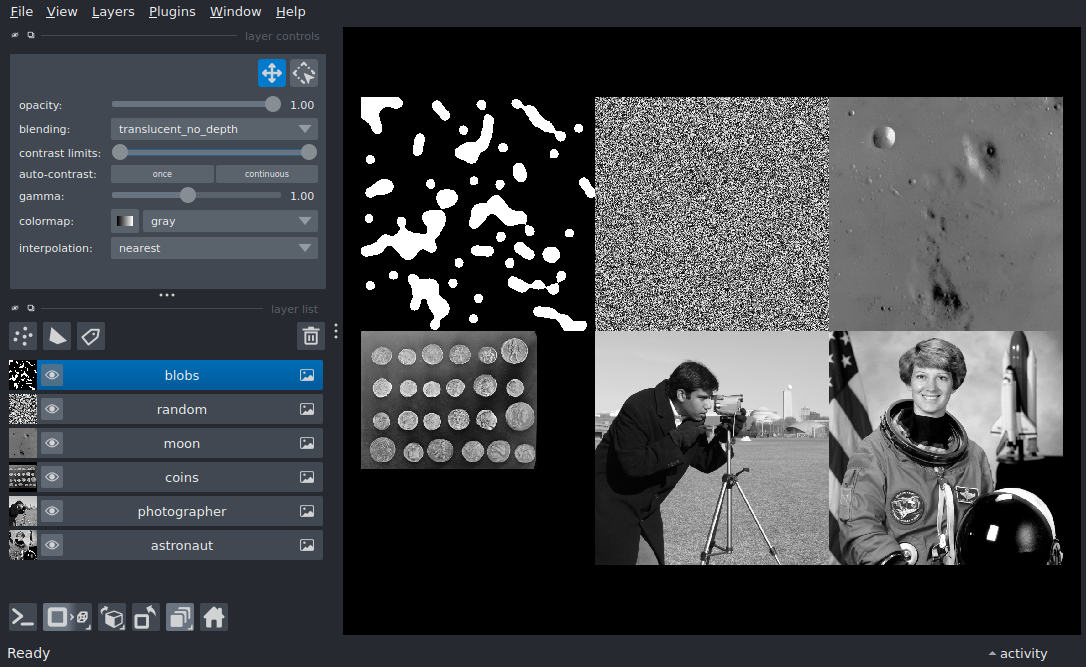 File View Layers Plugins Window Help
layer controls
opacity: 1.00
blending: translucent_no_depth
contrast limits:
auto-contrast: once continuous
gamma: 1.00
colormap: gray
interpolation: nearest
layer list
blobs
random
moon
coins
photographer
astronaut
Ready
activity